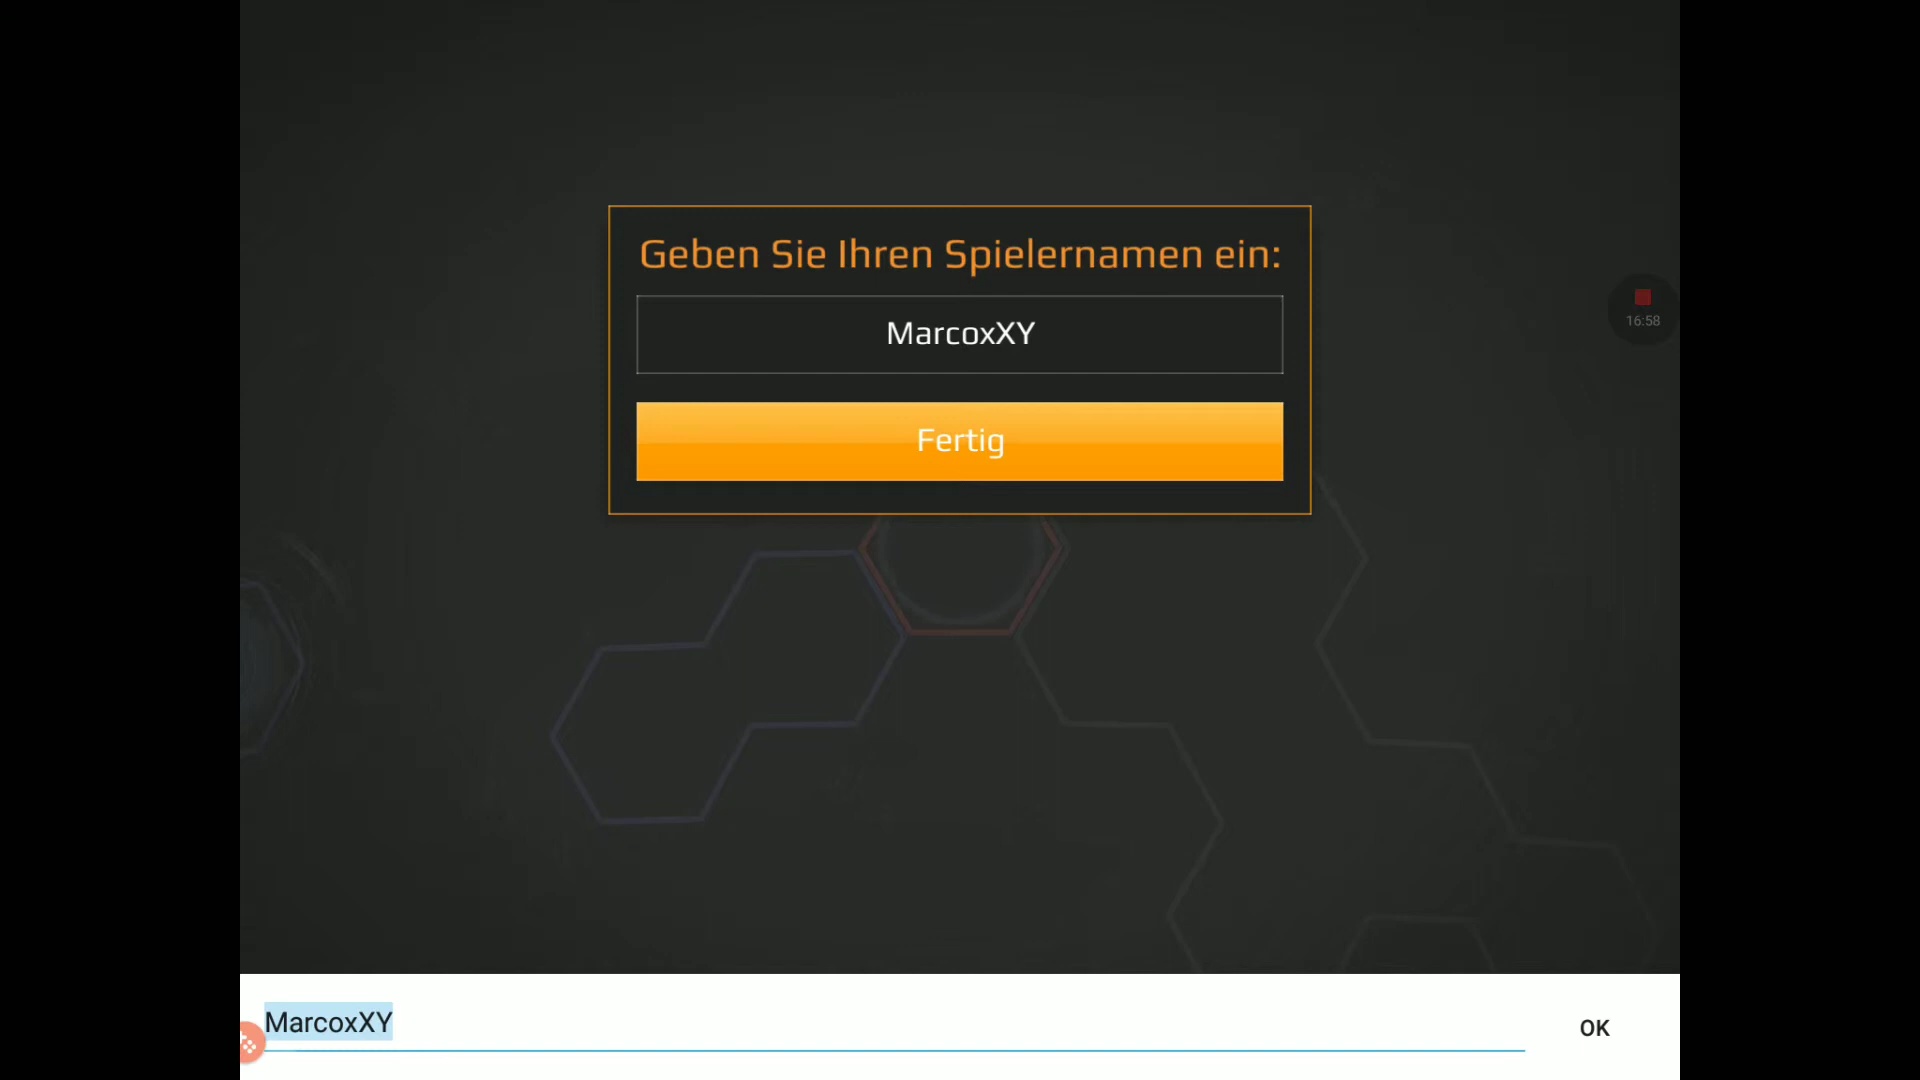 Geben Sie Ihren Spielernamen ein:
MarcoxXY
Fertig
16:58
MarcoxXY
OK